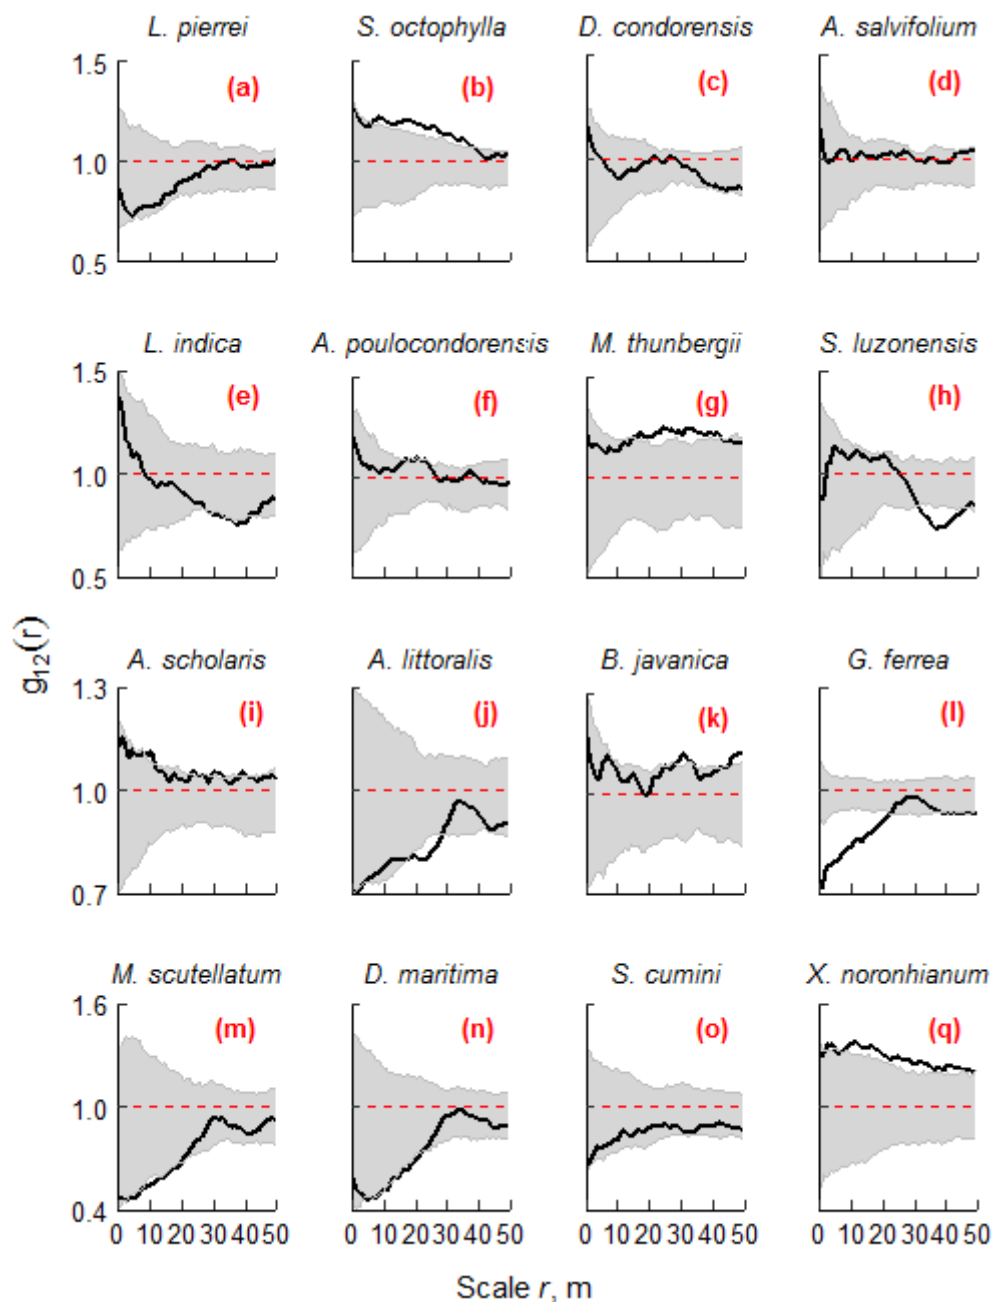 L. pierrei S. octophylla D. condorensis A. salvifolium
1.5 (a) (b) (c) (d)
1.0
0.5
L. indica A. poulocondorensis M. thunbergii S. luzonensis
1.5 (e) (f) (g) (h)
1.0
0.5
g12(r)
A. scholaris A. littoralis B. javanica G. ferrea
1.3 (i) (j) (k) (l)
1.0
0.7
M. scutellatum D. maritima S. cumini X. noronhianum
1.6 (m) (n) (o) (q)
1.0
0.4
0 10 20 30 40 50 0 10 20 30 40 50 0 10 20 30 40 50 0 10 20 30 40 50
Scale r, m